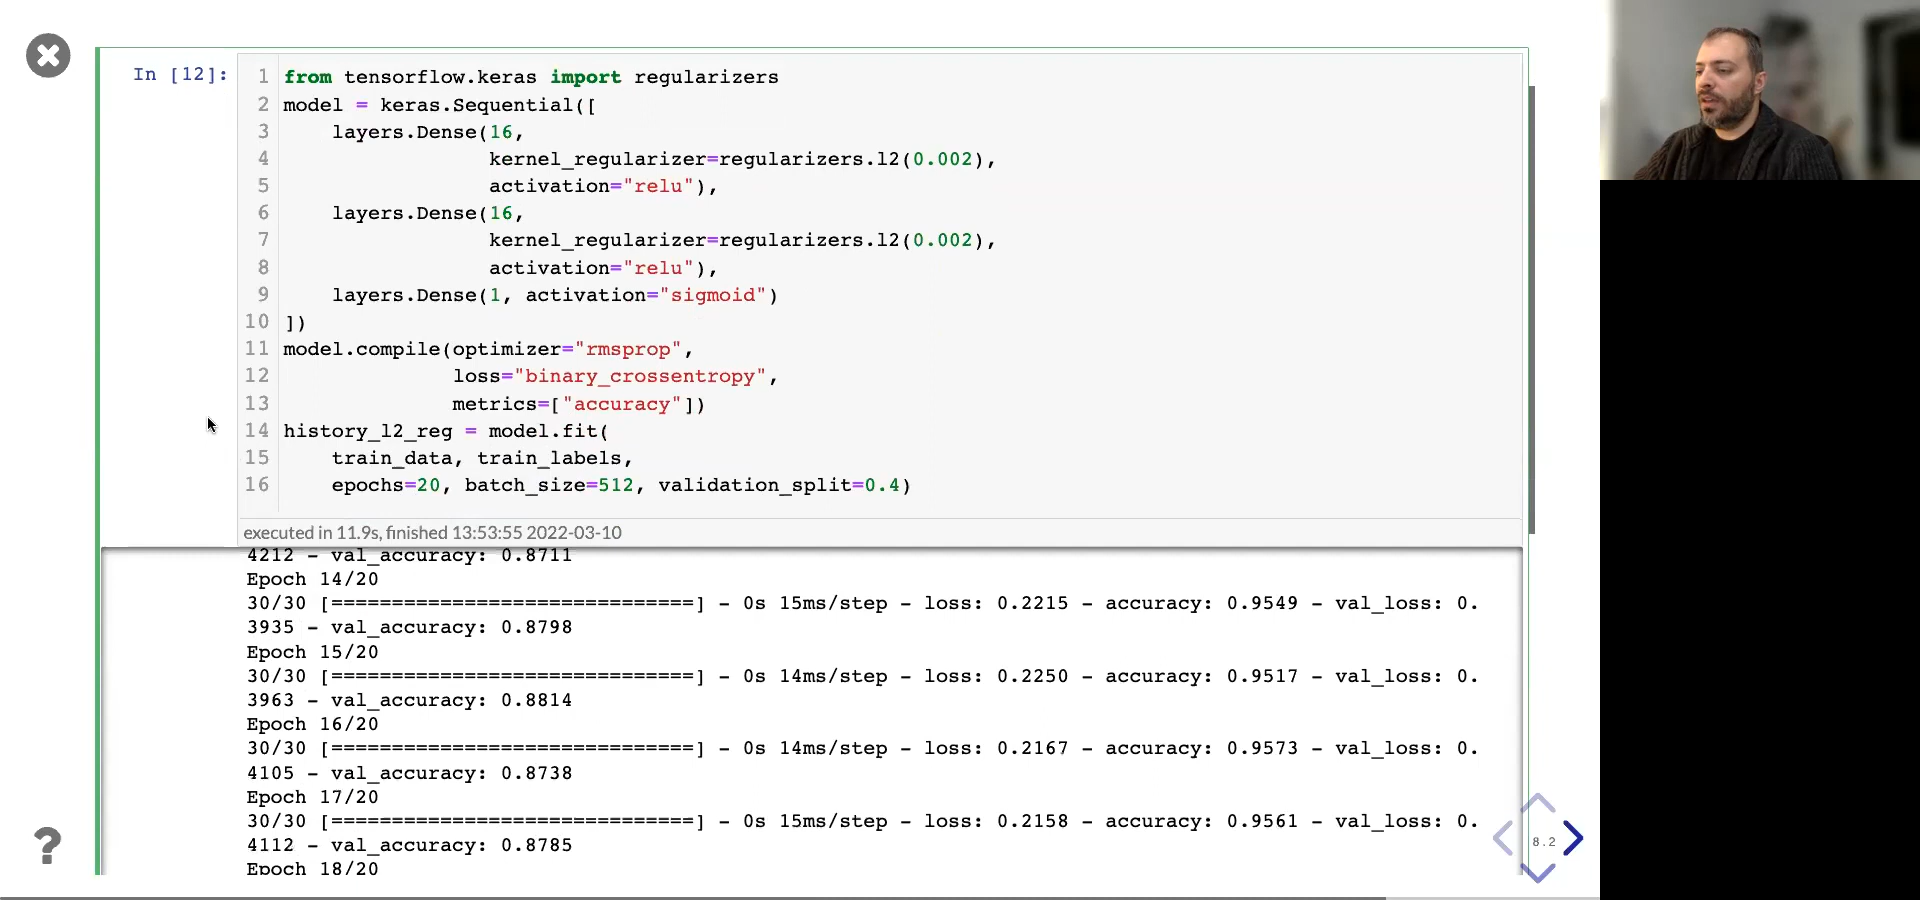 In [12]:
1 from tensorflow.keras import regularizers
2 model = keras.Sequential([
3     layers.Dense(16,
4                  kernel_regularizer=regularizers.l2(0.002),
5                  activation="relu"),
6     layers.Dense(16,
7                  kernel_regularizer=regularizers.l2(0.002),
8                  activation="relu"),
9     layers.Dense(1, activation="sigmoid")
10 ])
11 model.compile(optimizer="rmsprop",
12               loss="binary_crossentropy",
13               metrics=["accuracy"])
14 history_l2_reg = model.fit(
15     train_data, train_labels,
16     epochs=20, batch_size=512, validation_split=0.4)
executed in 11.9s, finished 13:53:55 2022-03-10
4212 - val_accuracy: 0.8711
Epoch 14/20
30/30 [==============================] - 0s 15ms/step - loss: 0.2215 - accuracy: 0.9549 - val_loss: 0.
3935 - val_accuracy: 0.8798
Epoch 15/20
30/30 [==============================] - 0s 14ms/step - loss: 0.2250 - accuracy: 0.9517 - val_loss: 0.
3963 - val_accuracy: 0.8814
Epoch 16/20
30/30 [==============================] - 0s 14ms/step - loss: 0.2167 - accuracy: 0.9573 - val_loss: 0.
4105 - val_accuracy: 0.8738
Epoch 17/20
30/30 [==============================] - 0s 15ms/step - loss: 0.2158 - accuracy: 0.9561 - val_loss: 0.
4112 - val_accuracy: 0.8785
Epoch 18/20
8.2
?